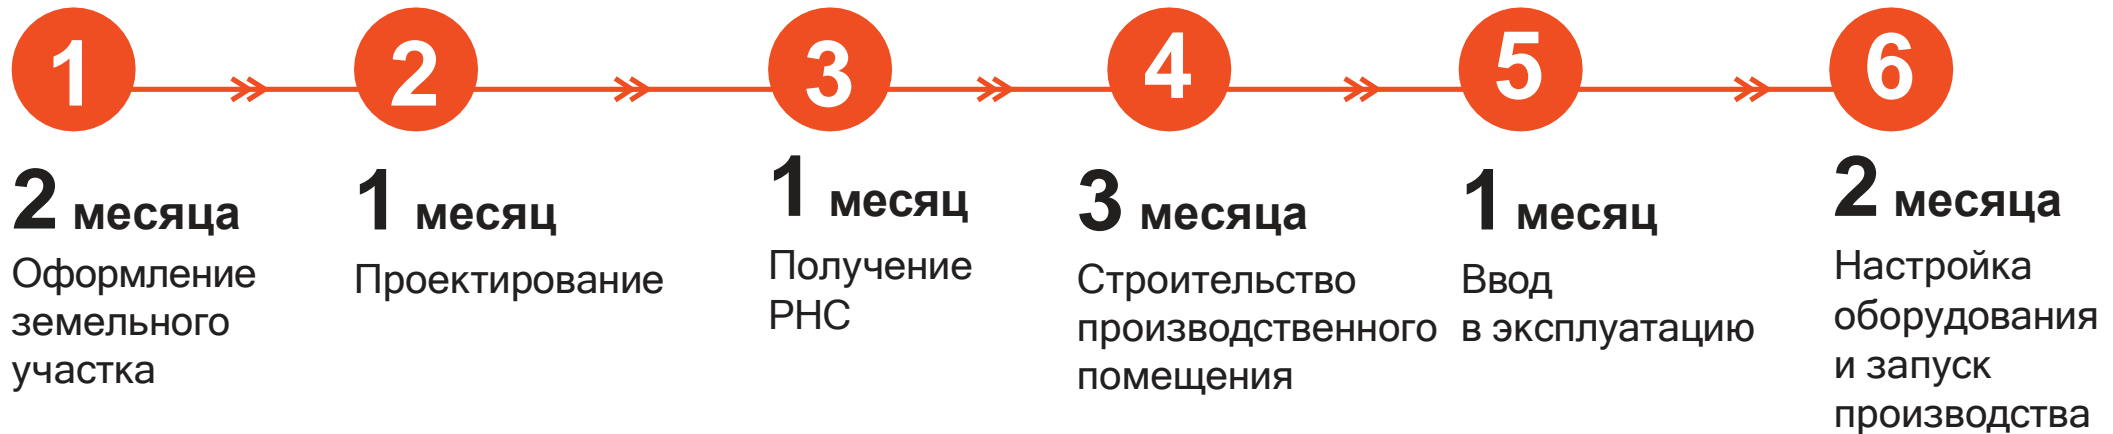 1
2
3
4
5
6
2 месяца
Оформление
земельного
участка
1 месяц
Проектирование
1 месяц
Получение
РНС
3 месяца
Строительство
производственного
помещения
1 месяц
Ввод
в эксплуатацию
2 месяца
Настройка
оборудования
и запуск
производства